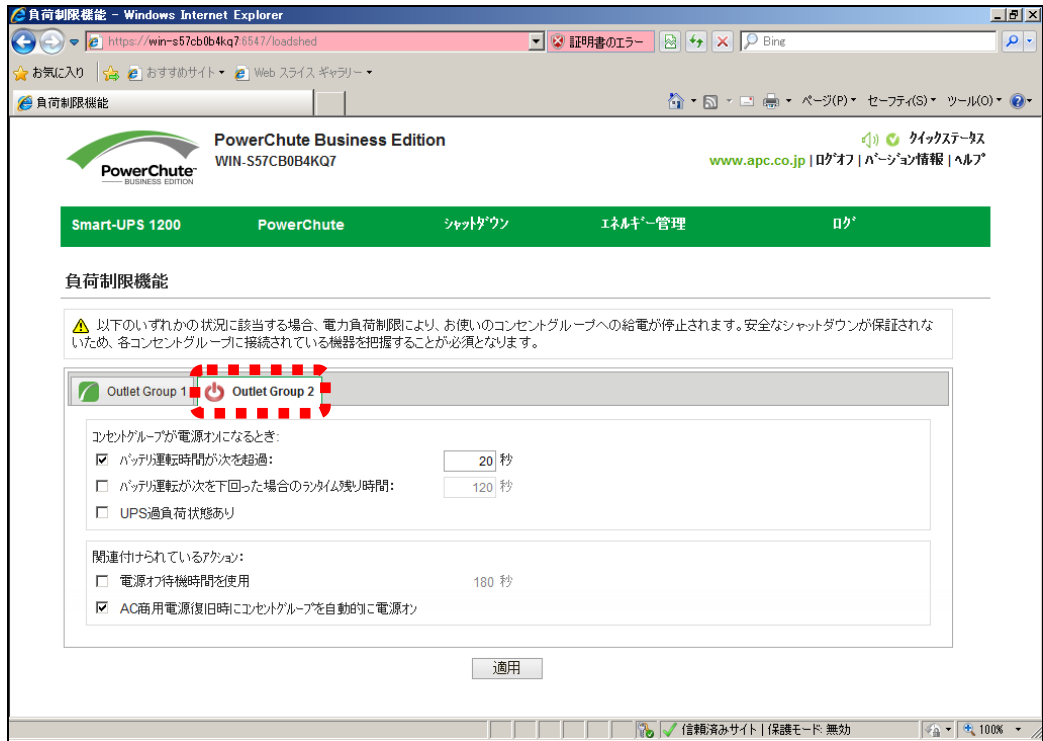 負荷制限機能 - Windows Internet Explorer
https://win-s57cb0b4kq7:6547/loadshed
証明書のエラー
Bing
お気に入り
おすすめサイト
Web スライス ギャラリー
負荷制限機能
ページ(P)
セーフティ(S)
ツール(O)
PowerChute
BUSINESS EDITION
PowerChute Business Edition
WIN-S57CB0B4KQ7
クイックステータス
www.apc.co.jp | ログオフ | バージョン情報 | ヘルプ
Smart-UPS 1200
PowerChute
シャットダウン
エネルギー管理
ログ
負荷制限機能
以下のいずれかの状況に該当する場合、電力負荷制限により、お使いのコンセントグループへの給電が停止されます。安全なシャットダウンが保証されな
いため、各コンセントグループに接続されている機器を把握することが必須となります。
Outlet Group 1
Outlet Group 2
コンセントグループが電源オンになるとき:
バッテリ運転時間が次を超過: 20 秒
バッテリ運転が次を下回った場合のランタイム残り時間: 120 秒
UPS過負荷状態あり
関連付けられているアクション:
電源オフ待機時間を使用 180 秒
AC商用電源復旧時にコンセントグループを自動的に電源オン
適用
信頼済みサイト | 保護モード: 無効
100%